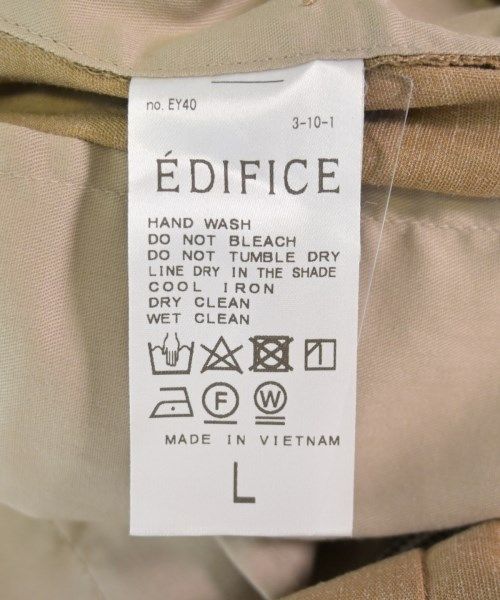 no. EY40
3-10-1
ÉDIFICE
HAND WASH
DO NOT BLEACH
DO NOT TUMBLE DRY
LINE DRY IN THE SHADE
COOL IRON
DRY CLEAN
WET CLEAN
F W
MADE IN VIETNAM
L